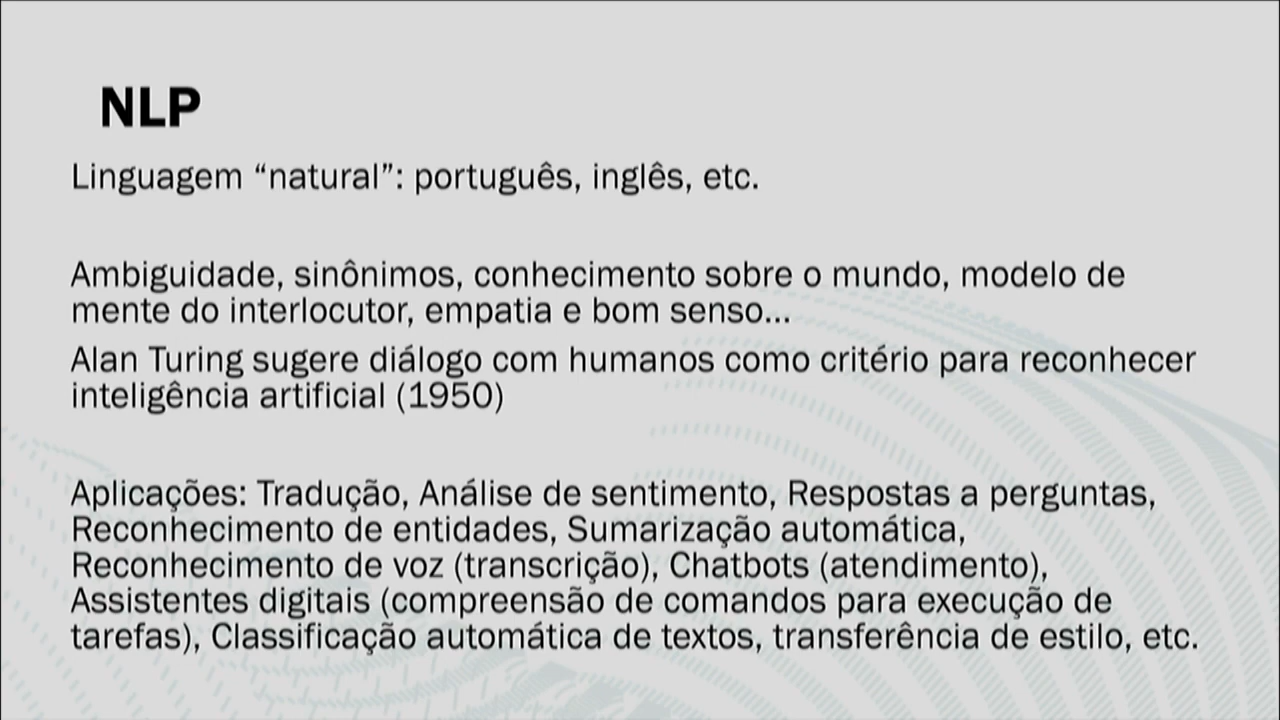 NLP
Linguagem “natural”: português, inglês, etc.
Ambiguidade, sinônimos, conhecimento sobre o mundo, modelo de
mente do interlocutor, empatia e bom senso...
Alan Turing sugere diálogo com humanos como critério para reconhecer
inteligência artificial (1950)
Aplicações: Tradução, Análise de sentimento, Respostas a perguntas,
Reconhecimento de entidades, Sumarização automática,
Reconhecimento de voz (transcrição), Chatbots (atendimento),
Assistentes digitais (compreensão de comandos para execução de
tarefas), Classificação automática de textos, transferência de estilo, etc.